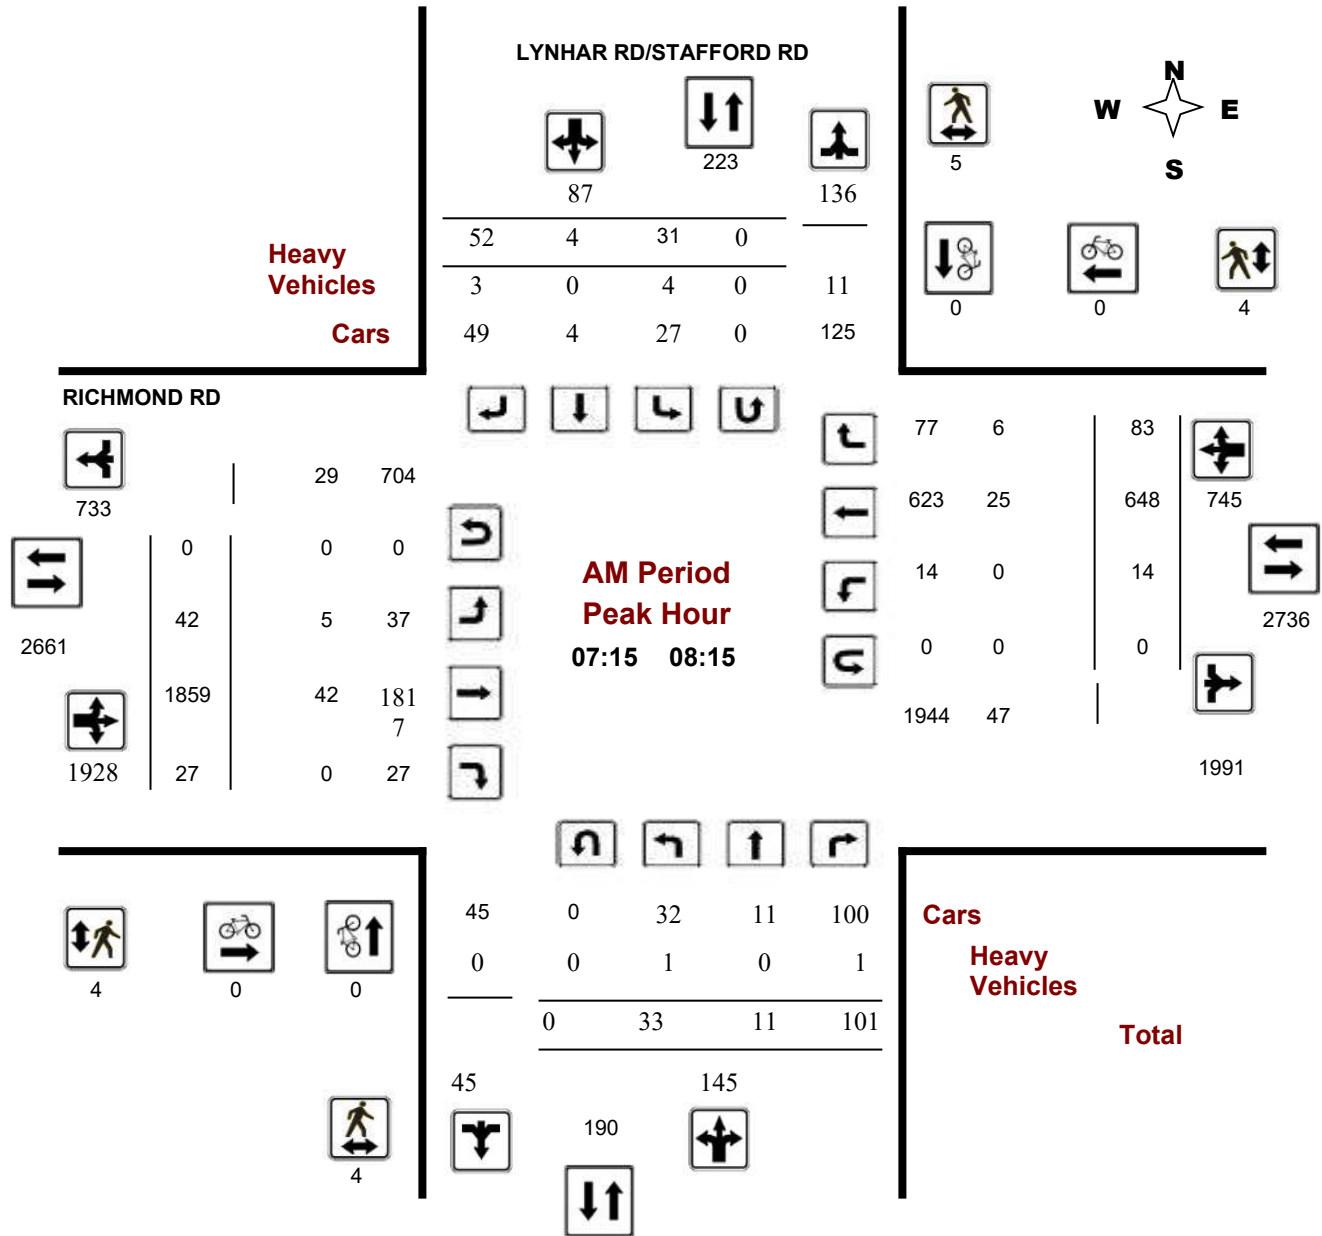 LYNHAR RD/STAFFORD RD
N
W E
S
223
5
87 136
52 4 31 0
Heavy
Vehicles
3 0 4 0 11
0 0 4
Cars 49 4 27 0 125
RICHMOND RD
77 6 83
29 704
733
623 25 648 745
0 0 0
AM Period
Peak Hour
07:15 08:15
14 0 14
42 5 37
2736
2661
0 0 0
1859 42 181
7
1944 47
1928 27 0 27
1991
45 0 32 11 100 Cars
0 0 1 0 1 Heavy
Vehicles
4 0 0
0 33 11 101
Total
45 145
190
4